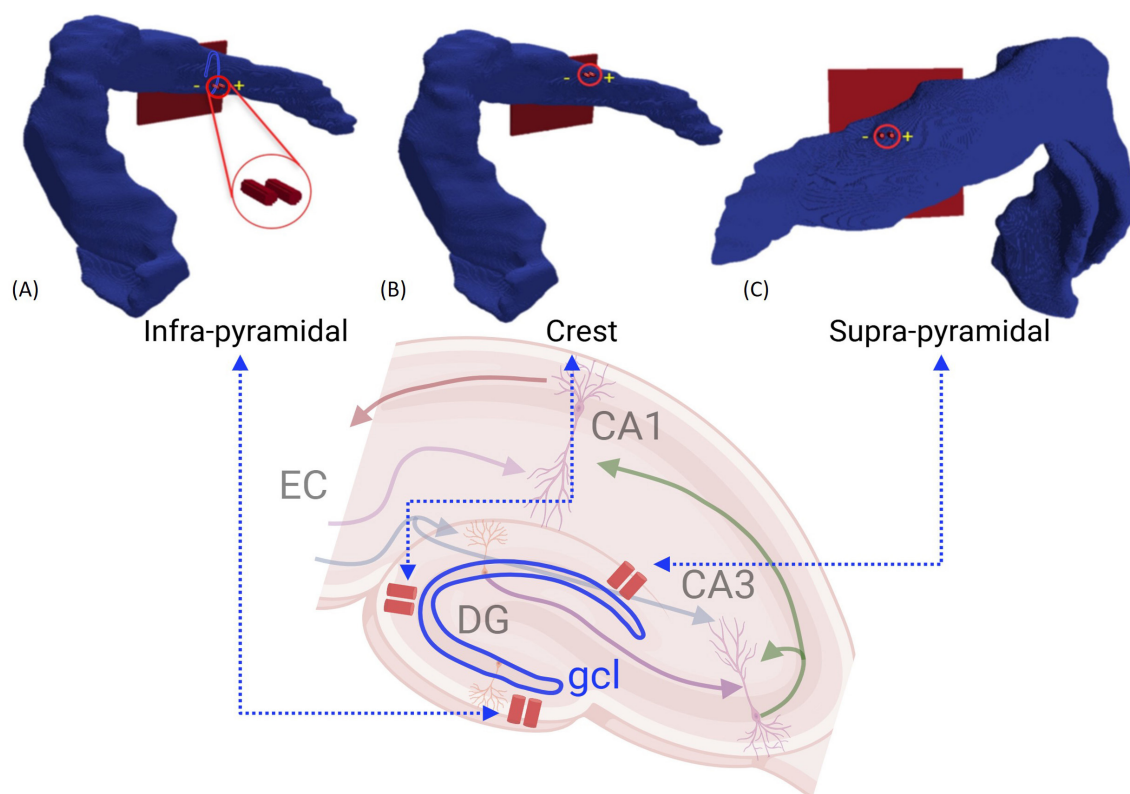 - +
- +
- +
(A)
(B)
(C)
Infra-pyramidal
Crest
Supra-pyramidal
CA1
EC
CA3
DG
gcl